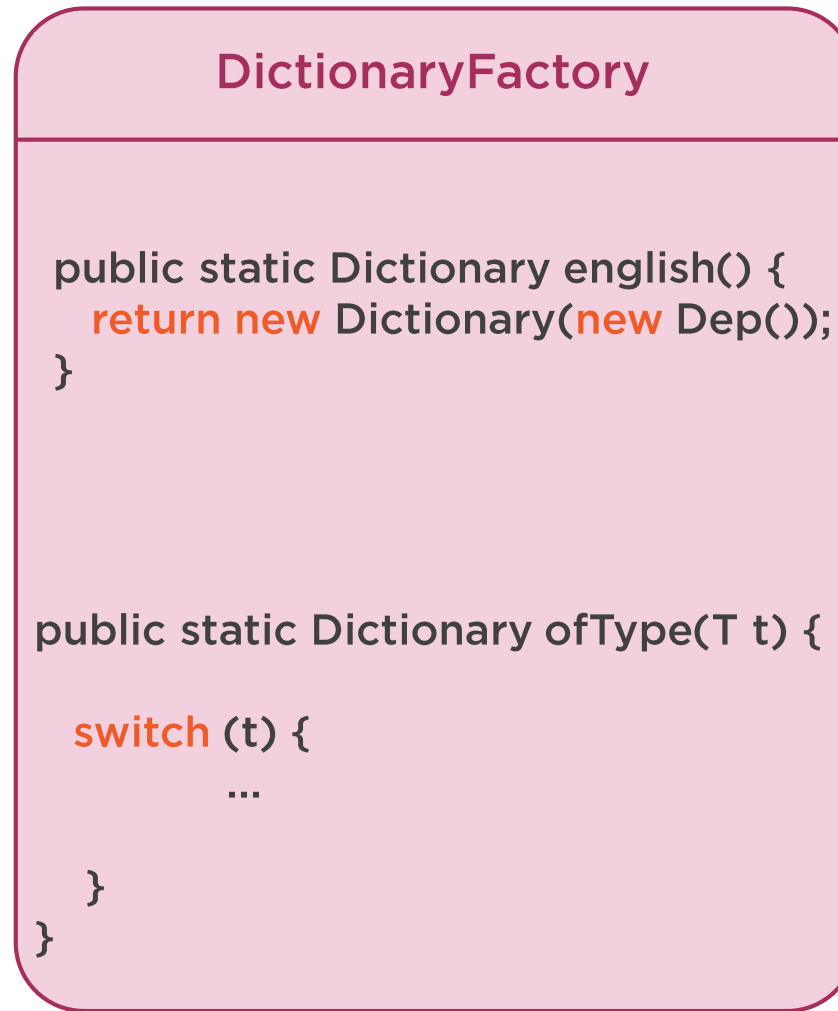 DictionaryFactory
public static Dictionary english() {
return new Dictionary(new Dep());
}
public static Dictionary ofType(T t) {
switch (t) {
...
}
}